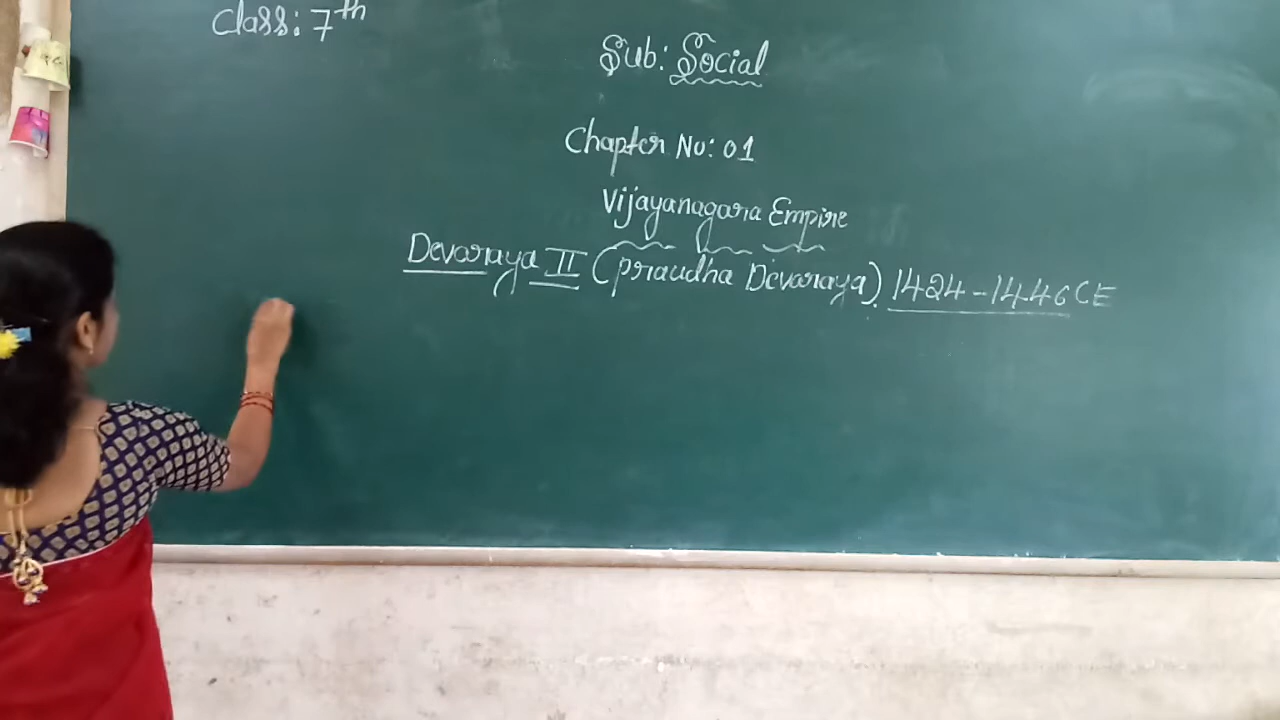 Class: 7th
Sub: Social
Chapter No: 01
Vijayanagara Empire
Devaraya II (praudha Devaraya) 1424-1446 CE